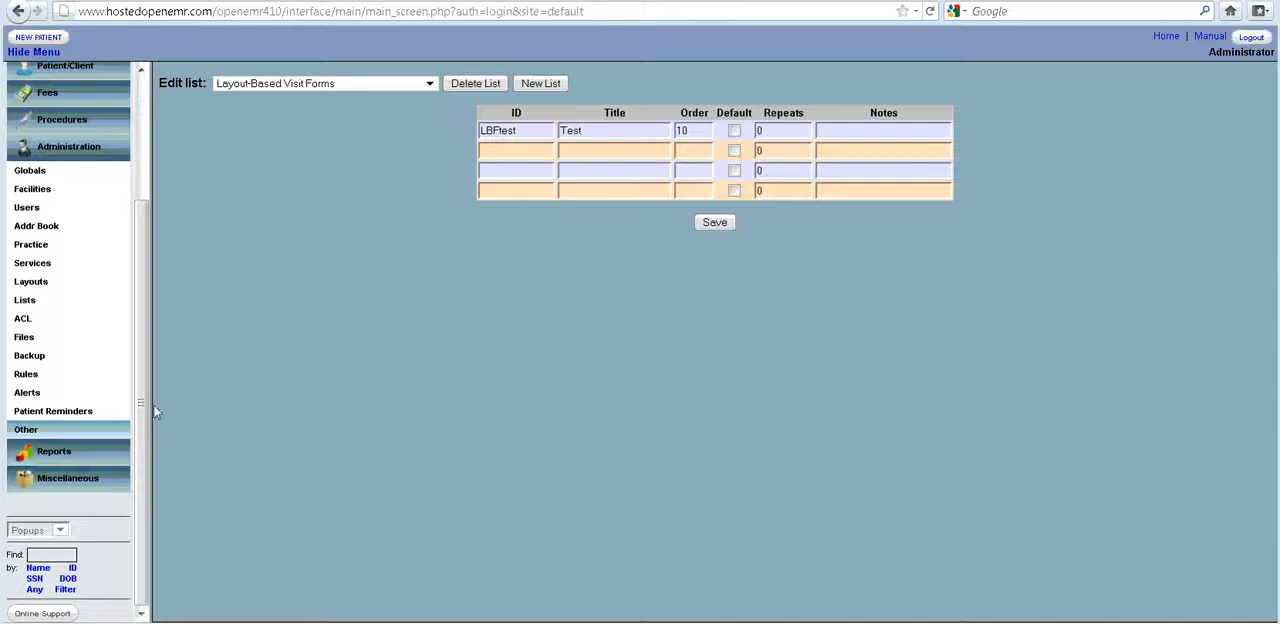 www.hostedopenemr.com/openemr410/interface/main/main_screen.php?auth=login&site=default
Google
NEW PATIENT
Home | Manual Logout
Hide Menu
Administrator
Patient/Client
Fees
Procedures
Administration
Globals
Facilities
Users
Addr Book
Practice
Services
Layouts
Lists
ACL
Files
Backup
Rules
Alerts
Patient Reminders
Other
Reports
Miscellaneous
Popups
Find:
by: Name ID
SSN DOB
Any Filter
Online Support
Edit list: Layout-Based Visit Forms Delete List New List
ID Title Order Default Repeats Notes
LBFtest Test 10 0
0
0
0
Save